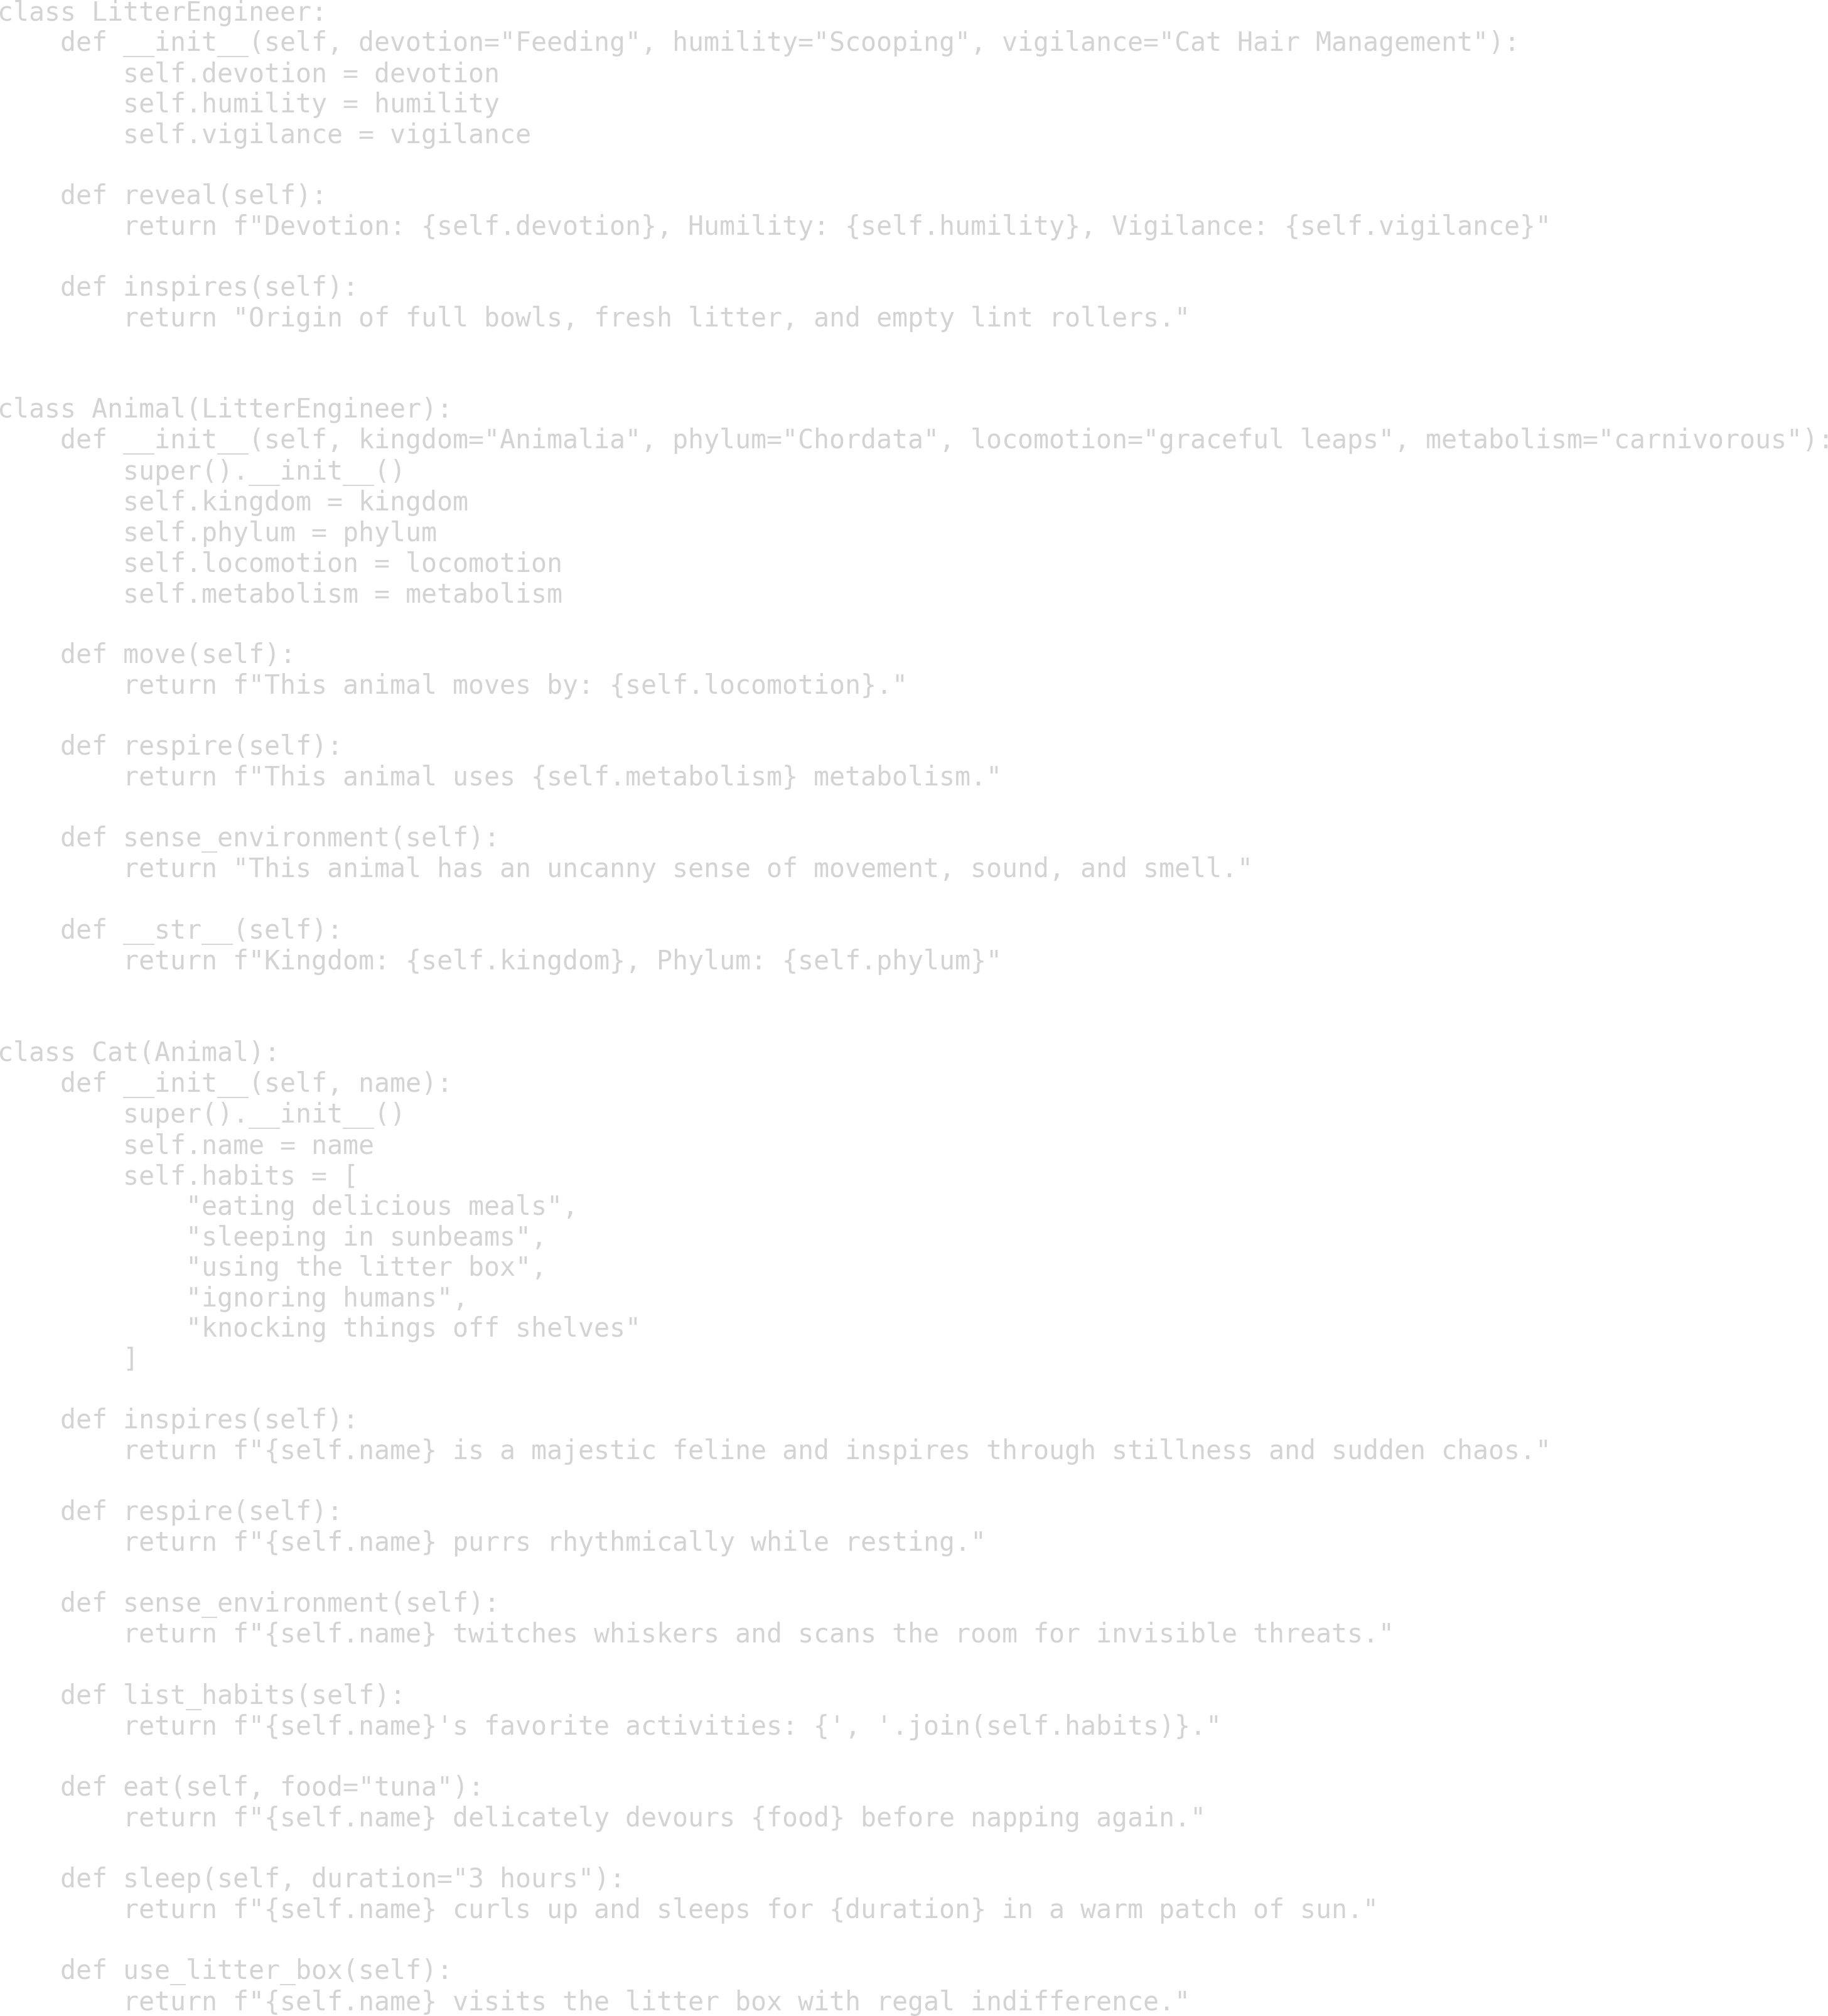 class LitterEngineer:
    def __init__(self, devotion="Feeding", humility="Scooping", vigilance="Cat Hair Management"):
        self.devotion = devotion
        self.humility = humility
        self.vigilance = vigilance

    def reveal(self):
        return f"Devotion: {self.devotion}, Humility: {self.humility}, Vigilance: {self.vigilance}"

    def inspires(self):
        return "Origin of full bowls, fresh litter, and empty lint rollers."


class Animal(LitterEngineer):
    def __init__(self, kingdom="Animalia", phylum="Chordata", locomotion="graceful leaps", metabolism="carnivorous"):
        super().__init__()
        self.kingdom = kingdom
        self.phylum = phylum
        self.locomotion = locomotion
        self.metabolism = metabolism

    def move(self):
        return f"This animal moves by: {self.locomotion}."

    def respire(self):
        return f"This animal uses {self.metabolism} metabolism."

    def sense_environment(self):
        return "This animal has an uncanny sense of movement, sound, and smell."

    def __str__(self):
        return f"Kingdom: {self.kingdom}, Phylum: {self.phylum}"


class Cat(Animal):
    def __init__(self, name):
        super().__init__()
        self.name = name
        self.habits = [
            "eating delicious meals",
            "sleeping in sunbeams",
            "using the litter box",
            "ignoring humans",
            "knocking things off shelves"
        ]

    def inspires(self):
        return f"{self.name} is a majestic feline and inspires through stillness and sudden chaos."

    def respire(self):
        return f"{self.name} purrs rhythmically while resting."

    def sense_environment(self):
        return f"{self.name} twitches whiskers and scans the room for invisible threats."

    def list_habits(self):
        return f"{self.name}'s favorite activities: {', '.join(self.habits)}."

    def eat(self, food="tuna"):
        return f"{self.name} delicately devours {food} before napping again."

    def sleep(self, duration="3 hours"):
        return f"{self.name} curls up and sleeps for {duration} in a warm patch of sun."

    def use_litter_box(self):
        return f"{self.name} visits the litter box with regal indifference."